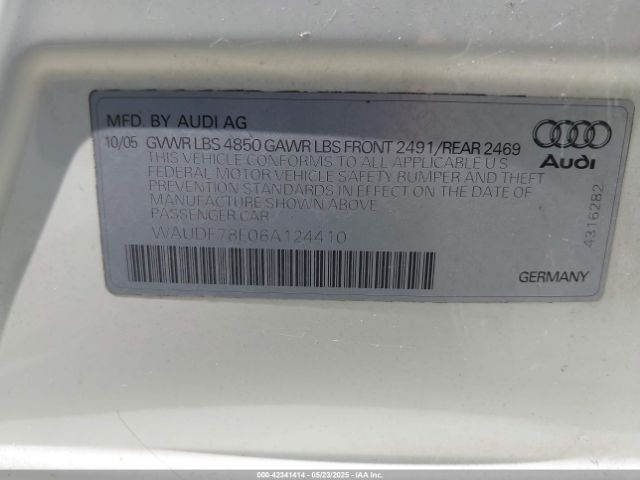 MFD. BY AUDI AG
10/05 GVWR LBS 4850 GAWR LBS FRONT 2491/REAR 2469
THIS VEHICLE CONFORMS TO ALL APPLICABLE U S
FEDERAL MOTOR VEHICLE SAFETY BUMPER AND THEFT
PREVENTION STANDARDS IN EFFECT ON THE DATE OF
MANUFACTURE SHOWN ABOVE
PASSENGER CAR
WAUDF78E06A124410
Audi
4316282
GERMANY
000-42341414 - 05/23/2025 - IAA Inc.